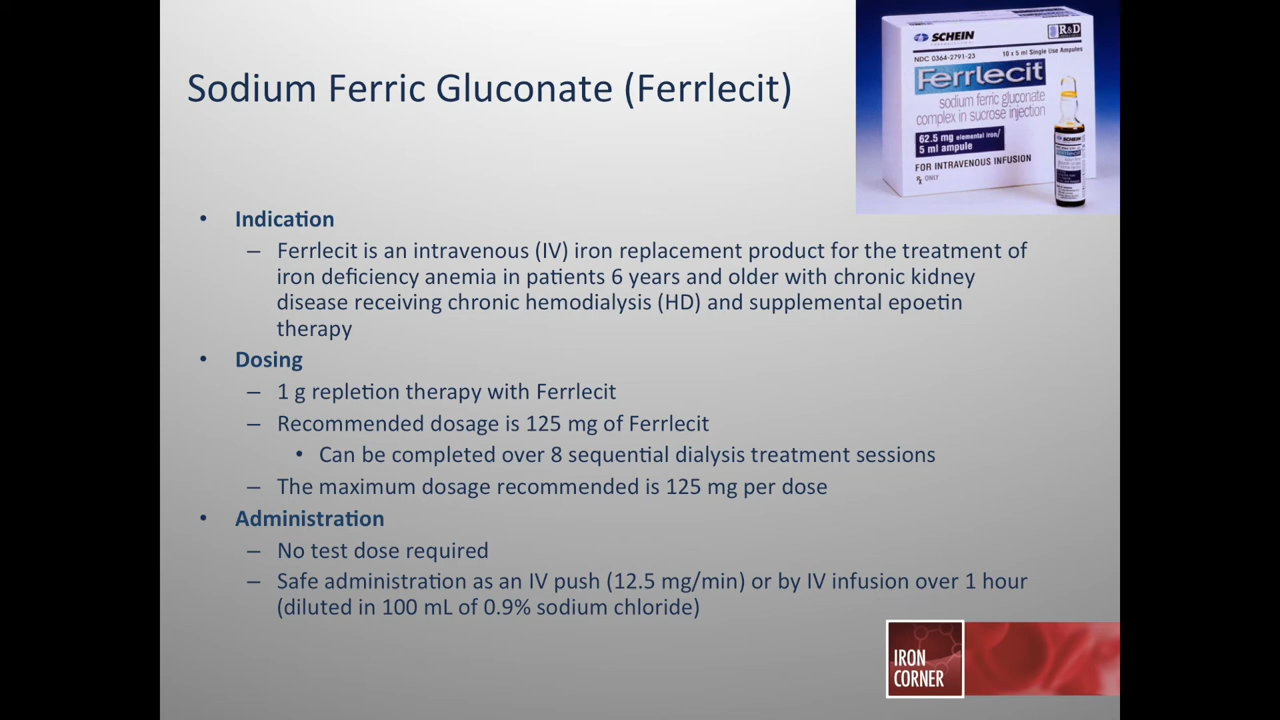 Sodium Ferric Gluconate (Ferrlecit)
SCHEIN
R&D
NDC 0364-2791-23
10 x 5 ml Single Use Ampules
Ferrlecit
sodium ferric gluconate
complex in sucrose injection
62.5 mg elemental iron/
5 ml ampule
FOR INTRAVENOUS INFUSION
℞ ONLY
SCHEIN
• Indication
– Ferrlecit is an intravenous (IV) iron replacement product for the treatment of
iron deficiency anemia in patients 6 years and older with chronic kidney
disease receiving chronic hemodialysis (HD) and supplemental epoetin
therapy
• Dosing
– 1 g repletion therapy with Ferrlecit
– Recommended dosage is 125 mg of Ferrlecit
• Can be completed over 8 sequential dialysis treatment sessions
– The maximum dosage recommended is 125 mg per dose
• Administration
– No test dose required
– Safe administration as an IV push (12.5 mg/min) or by IV infusion over 1 hour
(diluted in 100 mL of 0.9% sodium chloride)
IRON
CORNER